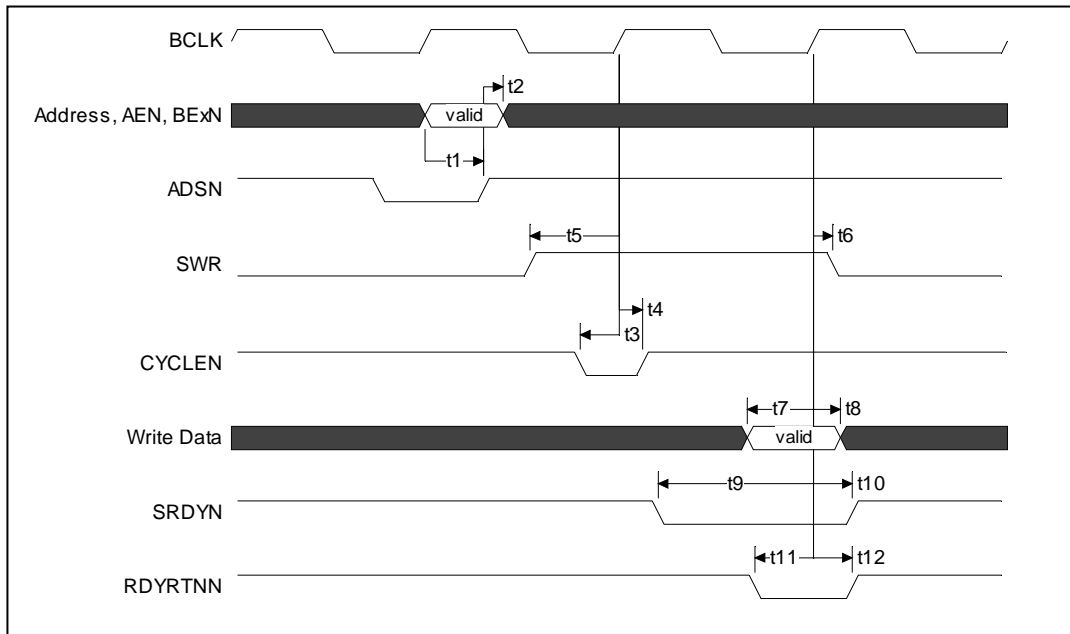 BCLK
t2
Address, AEN, BExN
valid
t1
ADSN
t5
t6
SWR
t4
t3
CYCLEN
t7
t8
Write Data
valid
t9
t10
SRDYN
t11
t12
RDYRTNN